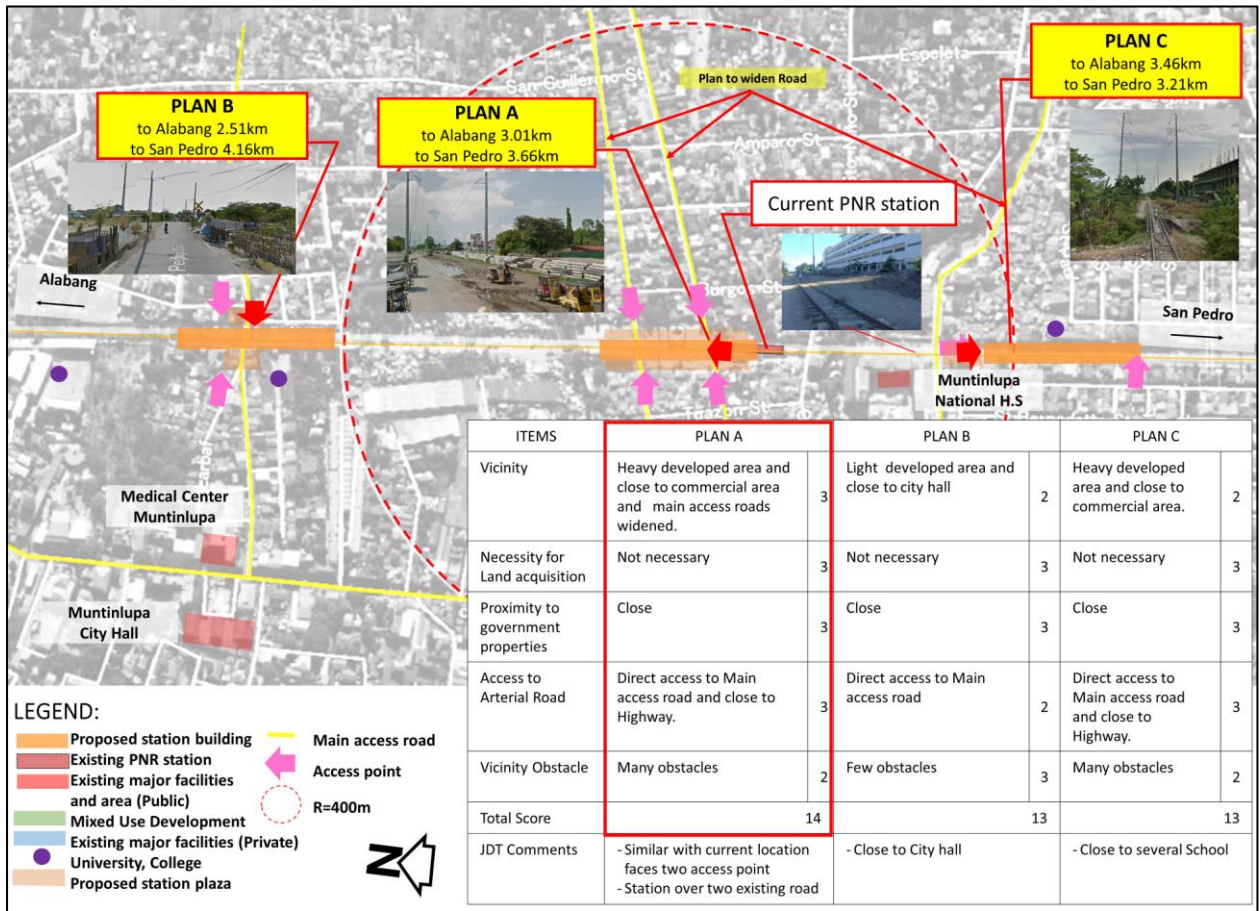 San Guillermo St
Espeleta
PLAN B
to Alabang 2.51km
to San Pedro 4.16km
PLAN A
to Alabang 3.01km
to San Pedro 3.66km
Plan to widen Road
PLAN C
to Alabang 3.46km
to San Pedro 3.21km
Amparo St
Current PNR station
Burgos St
Alabang
San Pedro
Muntinlupa
National H.S
Tuazon St
Medical Center
Muntinlupa
Muntinlupa
City Hall
ITEMS PLAN A PLAN B PLAN C
Vicinity
Heavy developed area and
close to commercial area
and main access roads
widened.
3
Light developed area and
close to city hall
2
Heavy developed
area and close to
commercial area.
2
Necessity for
Land acquisition
Not necessary
3
Not necessary
3
Not necessary
3
Proximity to
government
properties
Close
3
Close
3
Close
3
Access to
Arterial Road
Direct access to Main
access road and close to
Highway.
3
Direct access to Main
access road
2
Direct access to
Main access road
and close to
Highway.
3
Vicinity Obstacle
Many obstacles
2
Few obstacles
3
Many obstacles
2
Total Score 14 13 13
JDT Comments
- Similar with current location
faces two access point
- Station over two existing road
- Close to City hall
- Close to several School
LEGEND:
Proposed station building
Existing PNR station
Existing major facilities
and area (Public)
Mixed Use Development
Existing major facilities (Private)
University, College
Proposed station plaza
Main access road
Access point
R=400m
N